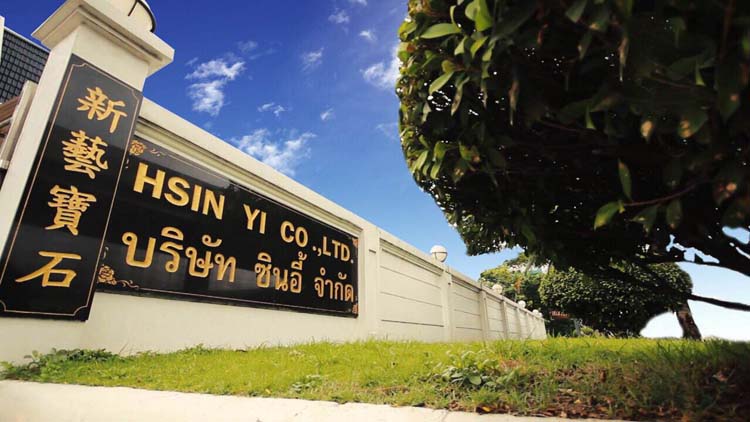 新藝寶石
HSIN YI CO.,LTD.
บริษัท ซินอี้ จำกัด